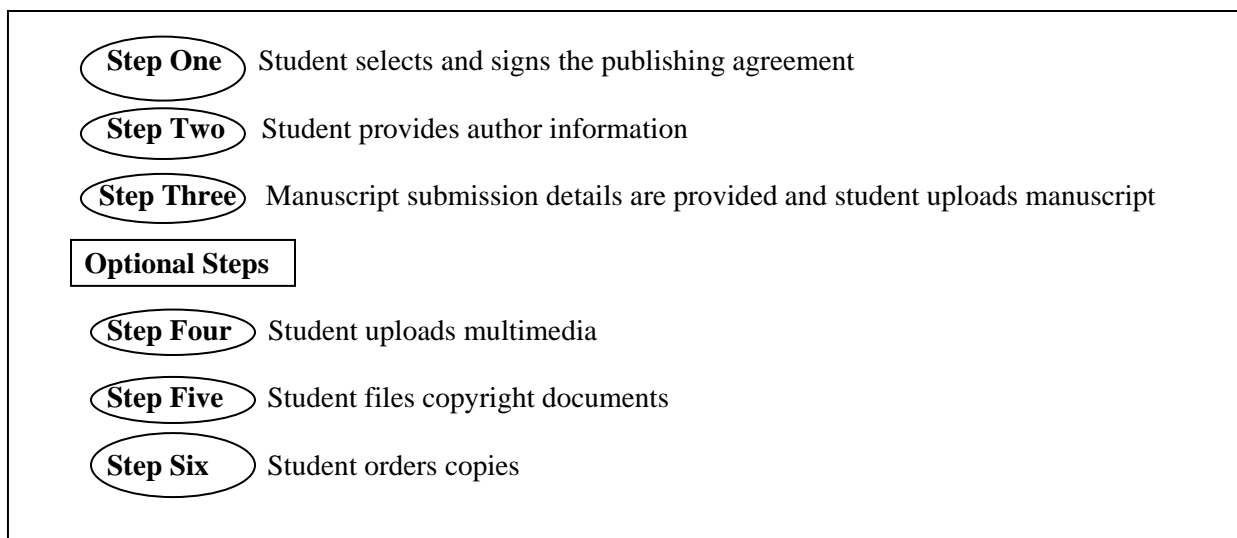 Step One Student selects and signs the publishing agreement
Step Two Student provides author information
Step Three Manuscript submission details are provided and student uploads manuscript
Optional Steps
Step Four Student uploads multimedia
Step Five Student files copyright documents
Step Six Student orders copies